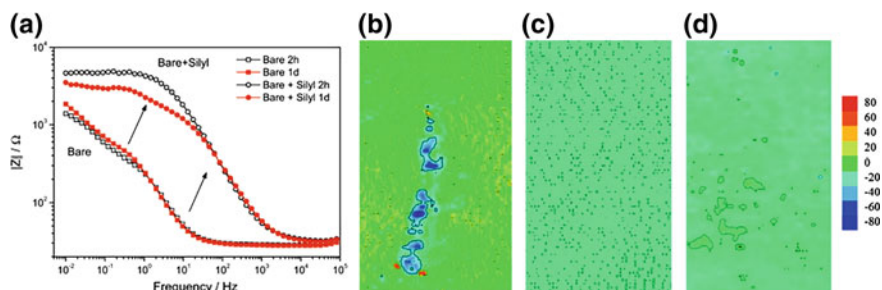 (a)
(b)
(c)
(d)
10⁴
10³
10²
|Z| / Ω
Bare+Silyl
Bare
Bare 2h
Bare 1d
Bare + Silyl 2h
Bare + Silyl 1d
10⁻² 10⁻¹ 10⁰ 10¹ 10² 10³ 10⁴ 10⁵
Frequency / Hz
80
60
40
20
0
-20
-40
-60
-80